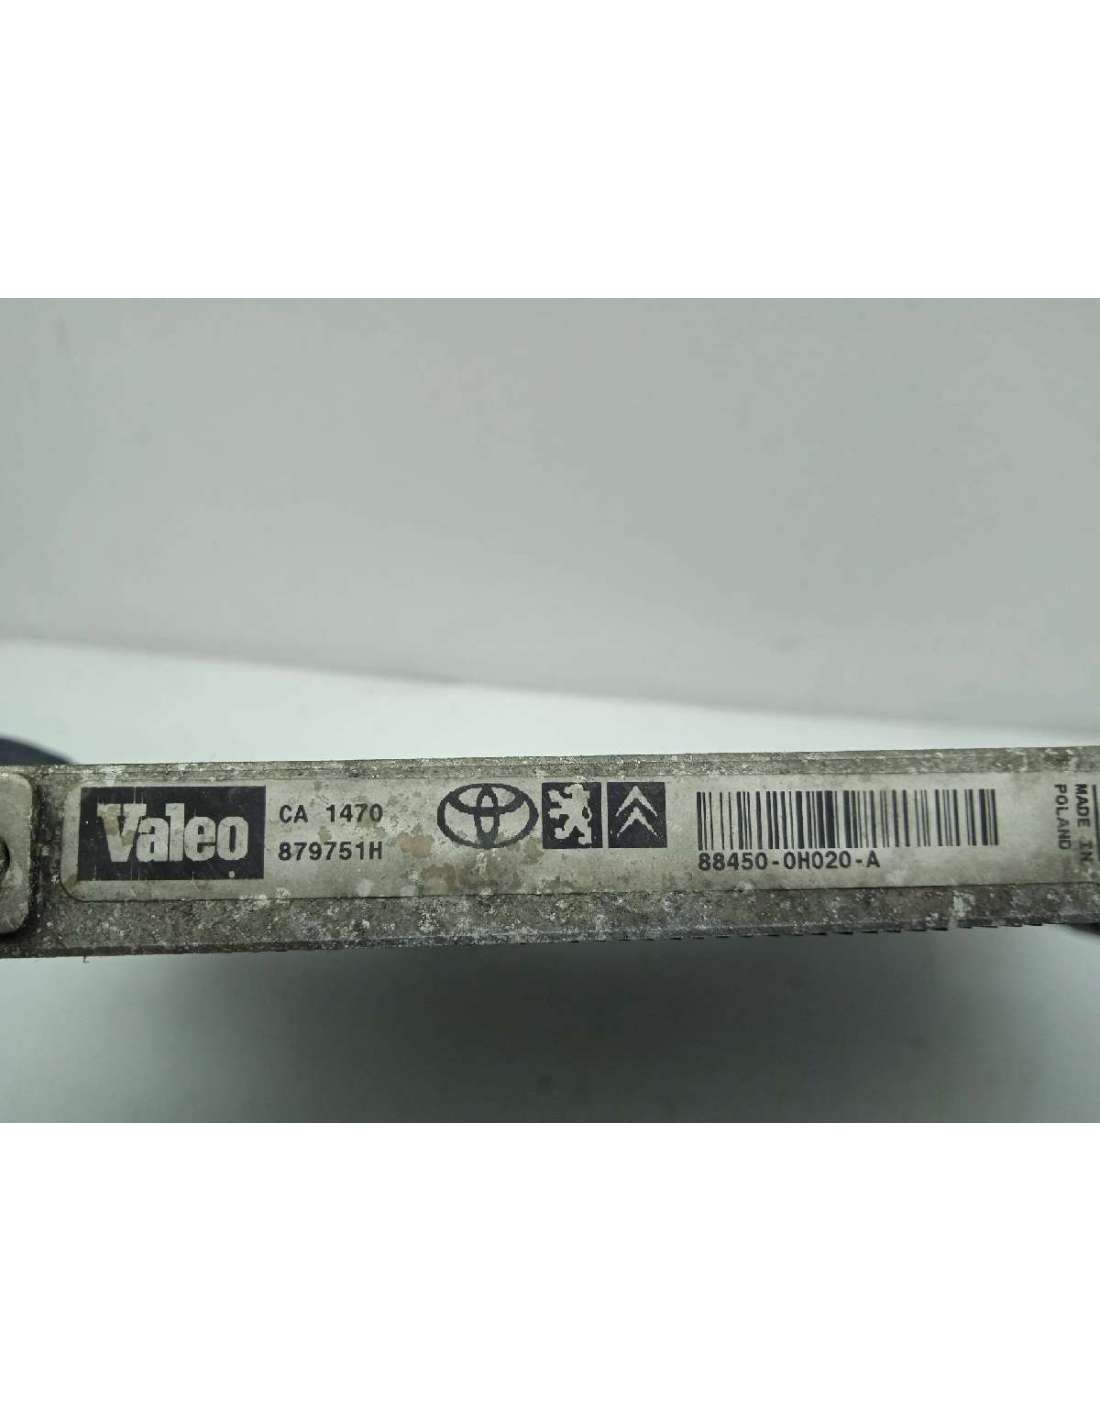 Valeo
CA 1470
879751H
88450-0H020-A
MADE IN
POLAND